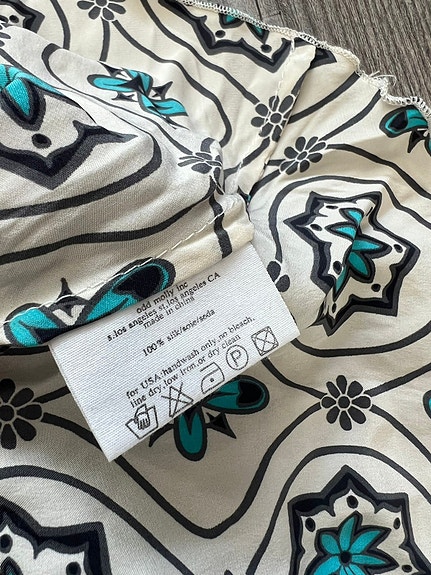 odd molly inc
s.los angeles st.los angeles CA
made in china
100% silk/soie/seda
for USA:handwash only,no bleach,
line dry,low iron,or dry clean
P